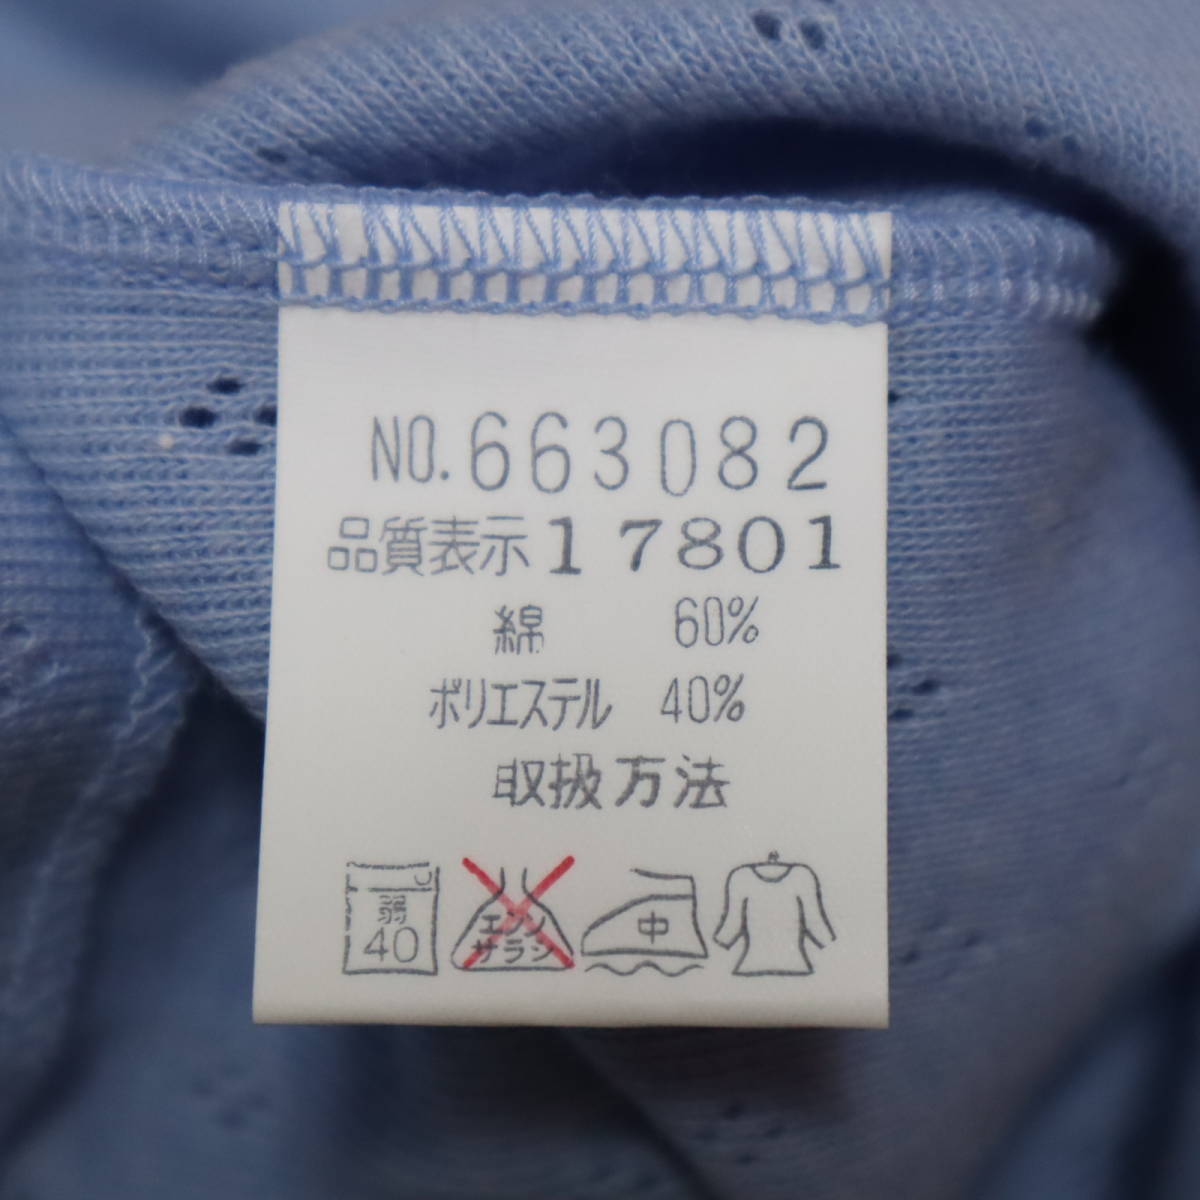 NO.663082
品質表示17801
綿 60%
ポリエステル 40%
取扱方法
弱
40
エンソ
サラシ
中